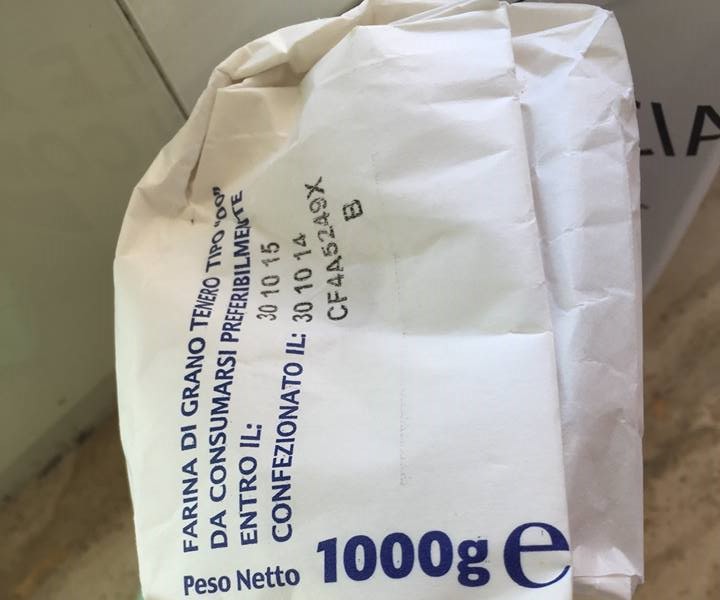 FARINA DI GRANO TENERO TIPO "00"
DA CONSUMARSI PREFERIBILMENTE
ENTRO IL: 30 10 15
CONFEZIONATO IL: 30 10 14
CF4A5249X
B
Peso Netto 1000g e